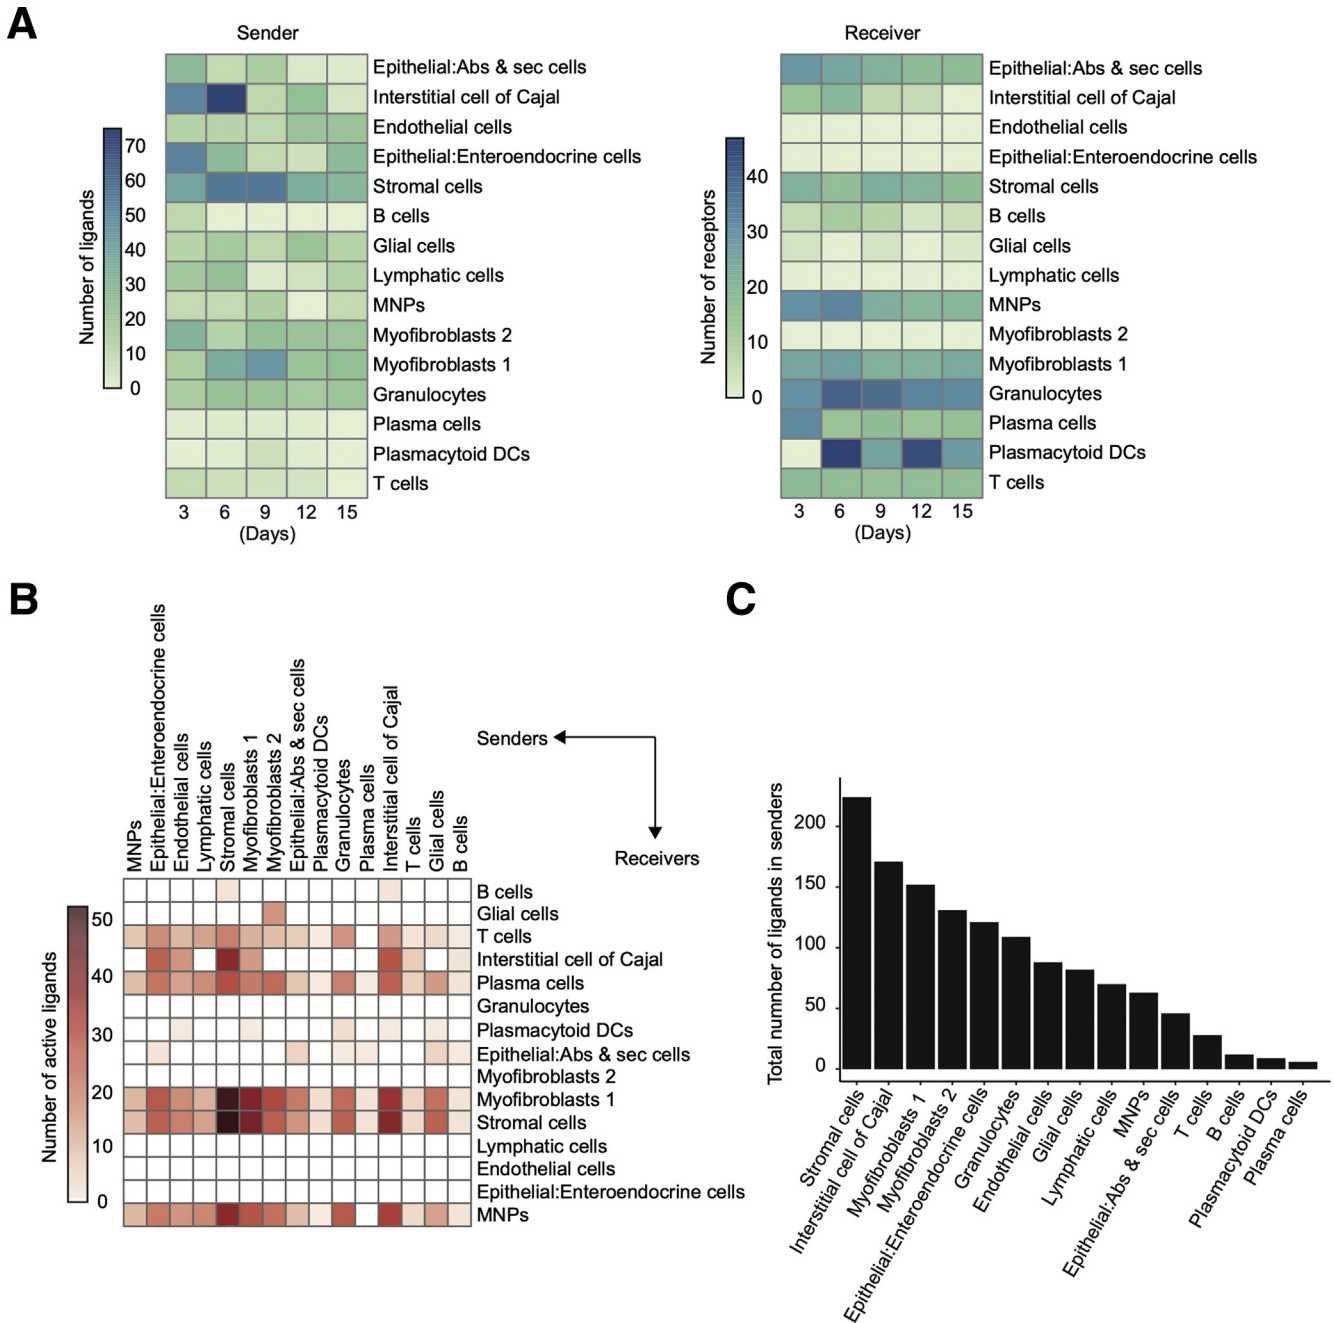 A
Sender
Receiver
Number of ligands
70
60
50
40
30
20
10
0
Epithelial:Abs & sec cells
Interstitial cell of Cajal
Endothelial cells
Epithelial:Enteroendocrine cells
Stromal cells
B cells
Glial cells
Lymphatic cells
MNPs
Myofibroblasts 2
Myofibroblasts 1
Granulocytes
Plasma cells
Plasmacytoid DCs
T cells
3 6 9 12 15
(Days)
Number of receptors
40
30
20
10
0
Epithelial:Abs & sec cells
Interstitial cell of Cajal
Endothelial cells
Epithelial:Enteroendocrine cells
Stromal cells
B cells
Glial cells
Lymphatic cells
MNPs
Myofibroblasts 2
Myofibroblasts 1
Granulocytes
Plasma cells
Plasmacytoid DCs
T cells
3 6 9 12 15
(Days)
B
MNPs
Epithelial:Enteroendocrine cells
Endothelial cells
Lymphatic cells
Stromal cells
Myofibroblasts 1
Myofibroblasts 2
Epithelial:Abs & sec cells
Plasmacytoid DCs
Granulocytes
Plasma cells
Interstitial cell of Cajal
T cells
Glial cells
B cells
Senders
Receivers
Number of active ligands
50
40
30
20
10
0
B cells
Glial cells
T cells
Interstitial cell of Cajal
Plasma cells
Granulocytes
Plasmacytoid DCs
Epithelial:Abs & sec cells
Myofibroblasts 2
Myofibroblasts 1
Stromal cells
Lymphatic cells
Endothelial cells
Epithelial:Enteroendocrine cells
MNPs
C
Total numnber of ligands in senders
200
150
100
50
0
Stromal cells
Interstitial cell of Cajal
Myofibroblasts 1
Myofibroblasts 2
Epithelial:Enteroendocrine cells
Granulocytes
Endothelial cells
Glial cells
Lymphatic cells
MNPs
Epithelial:Abs & sec cells
T cells
B cells
Plasmacytoid DCs
Plasma cells